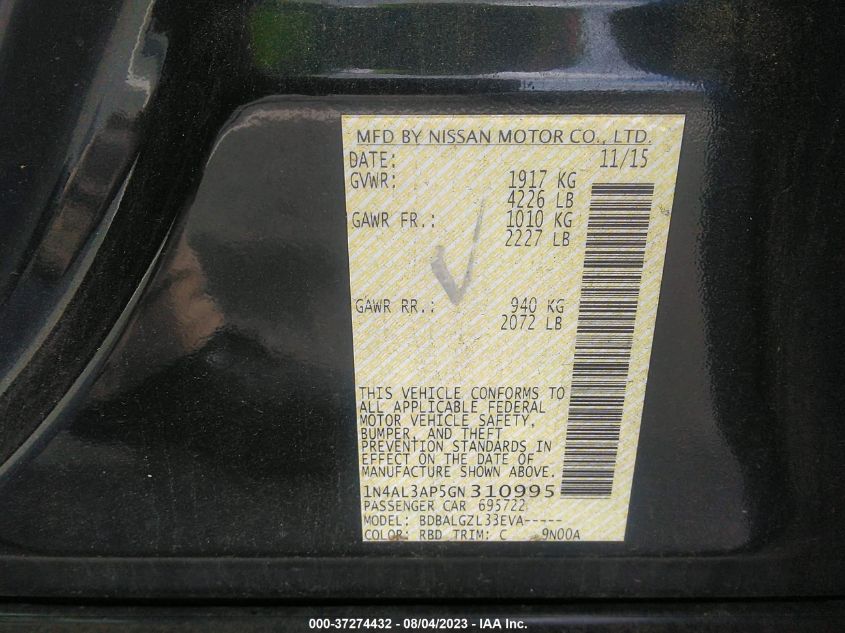 MFD BY NISSAN MOTOR CO., LTD.
DATE: 11/15
GVWR: 1917 KG
4226 LB
GAWR FR.: 1010 KG
2227 LB
GAWR RR.: 940 KG
2072 LB
THIS VEHICLE CONFORMS TO
ALL APPLICABLE FEDERAL
MOTOR VEHICLE SAFETY,
BUMPER, AND THEFT
PREVENTION STANDARDS IN
EFFECT ON THE DATE OF
MANUFACTURE SHOWN ABOVE.
1N4AL3AP5GN310995
PASSENGER CAR 695722
MODEL: BDBALGZL33EVA-----
COLOR: RBD TRIM: C 9N00A
000-37274432 - 08/04/2023 - IAA Inc.